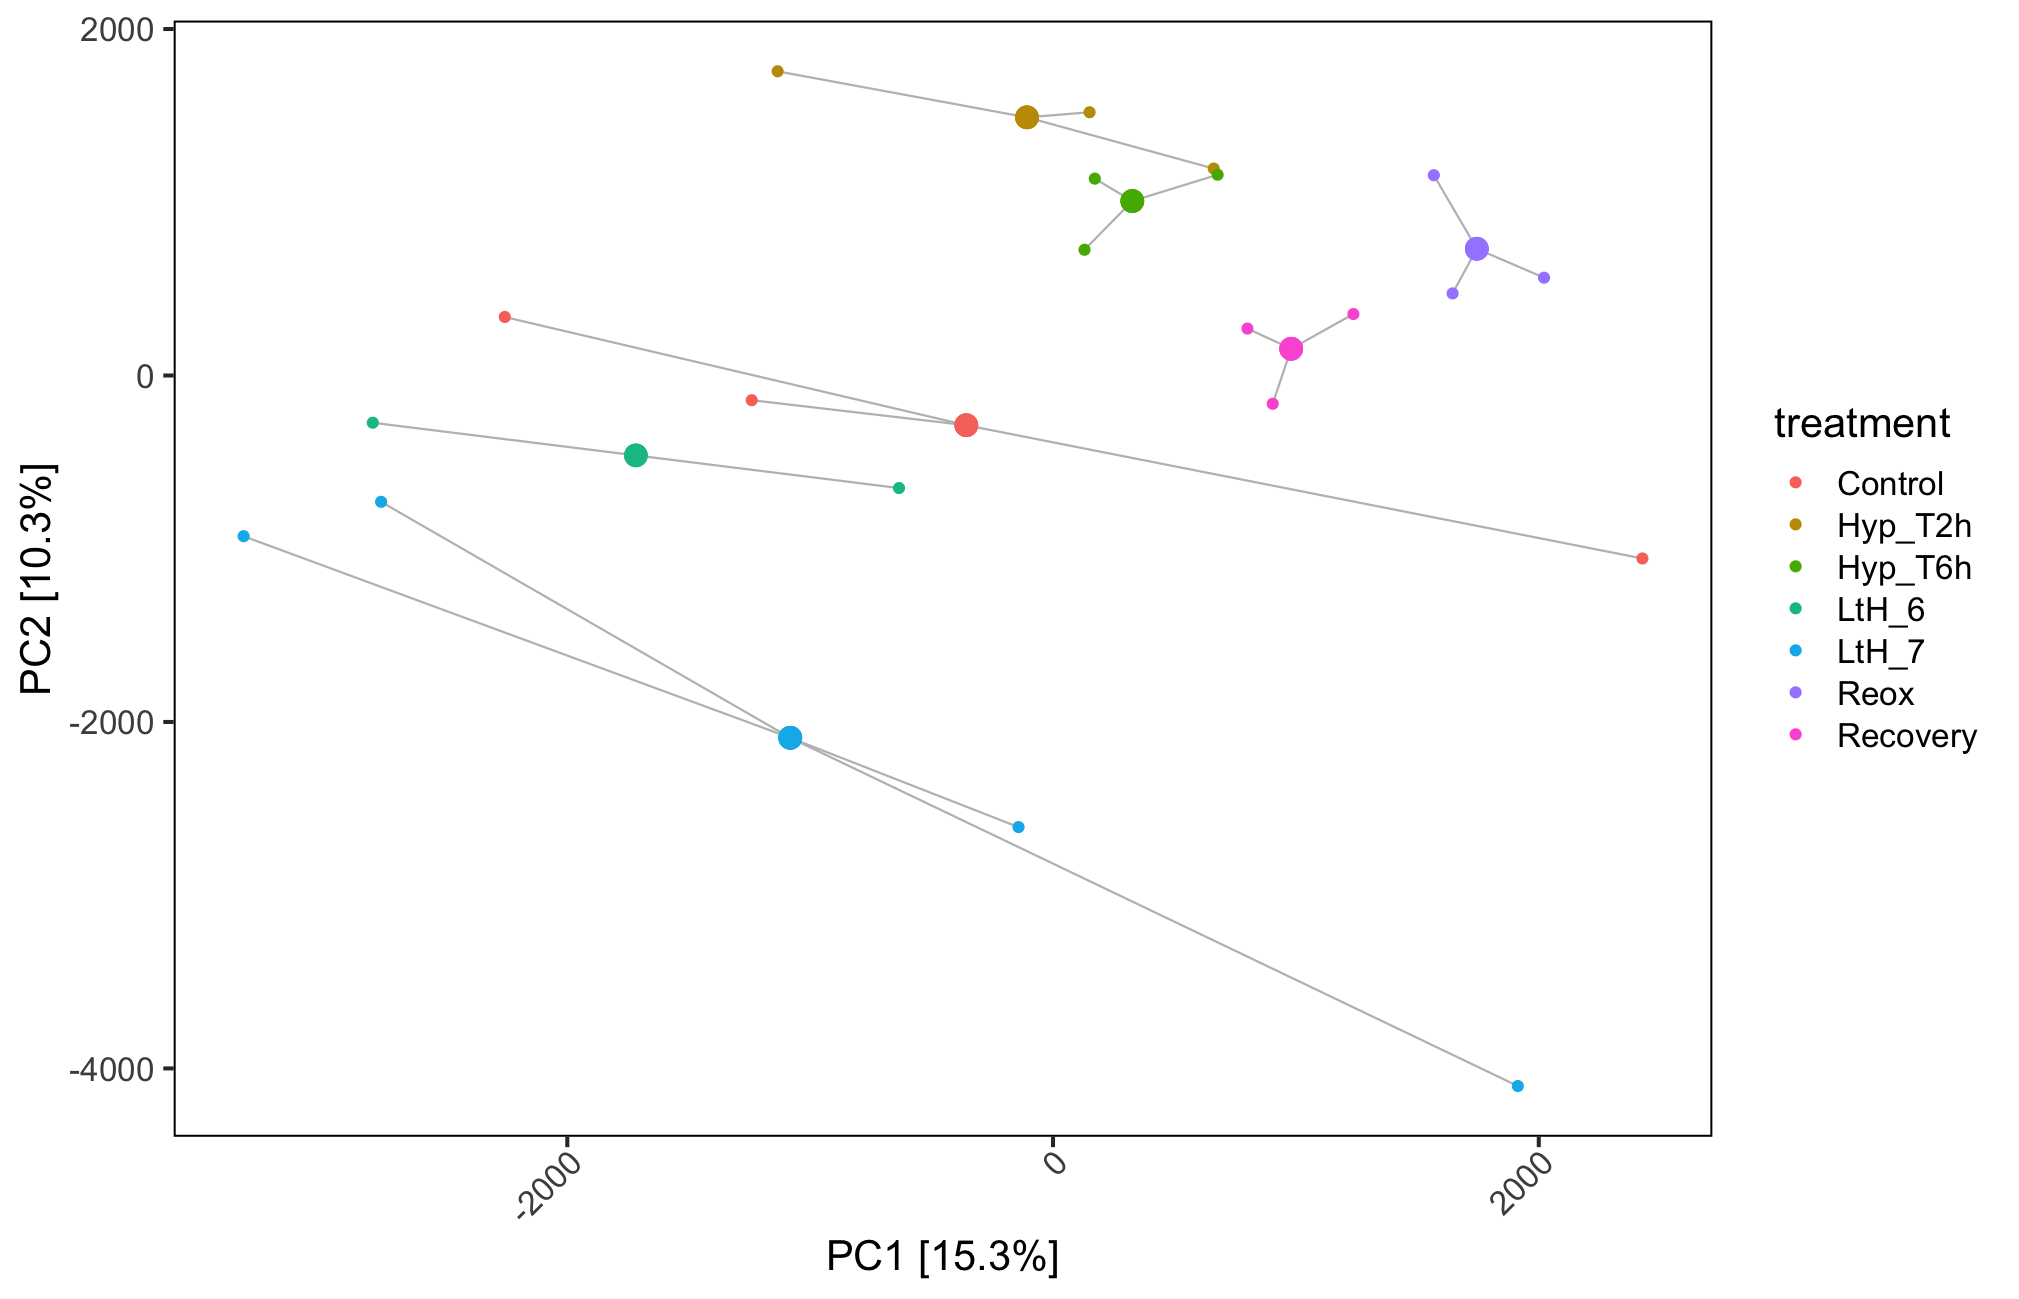 2000
0
-2000
-4000
PC2 [10.3%]
-2000
0
2000
PC1 [15.3%]
treatment
Control
Hyp_T2h
Hyp_T6h
LtH_6
LtH_7
Reox
Recovery